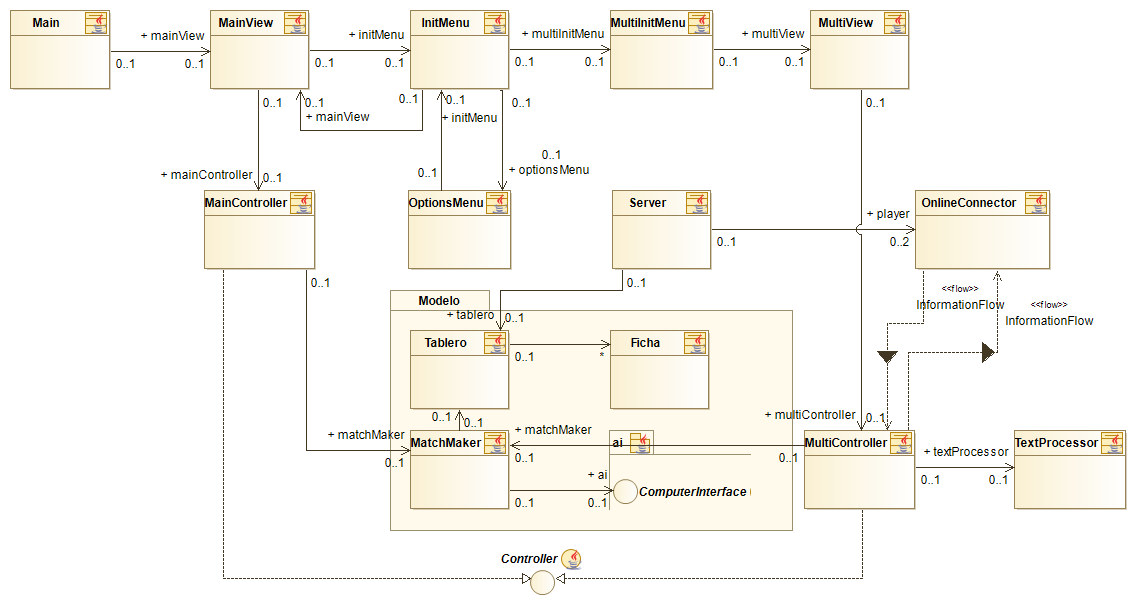 Main
MainView
InitMenu
MultiInitMenu
MultiView
+ mainView
+ initMenu
+ multiInitMenu
+ multiView
0..1
0..1
0..1
0..1
0..1
0..1
0..1
0..1
0..1
0..1
0..1
0..1
0..1
0..1
+ mainView
+ initMenu
0..1
+ optionsMenu
0..1
+ mainController
0..1
MainController
OptionsMenu
Server
OnlineConnector
+ player
0..1
0..2
0..1
0..1
<<flow>>
InformationFlow
<<flow>>
InformationFlow
Modelo
+ tablero
0..1
Tablero
Ficha
0..1
*
0..1
0..1
+ multiController
0..1
+ matchMaker
0..1
MatchMaker
+ matchMaker
0..1
ai
0..1
MultiController
+ textProcessor
0..1
0..1
TextProcessor
+ ai
0..1
0..1
ComputerInterface
Controller